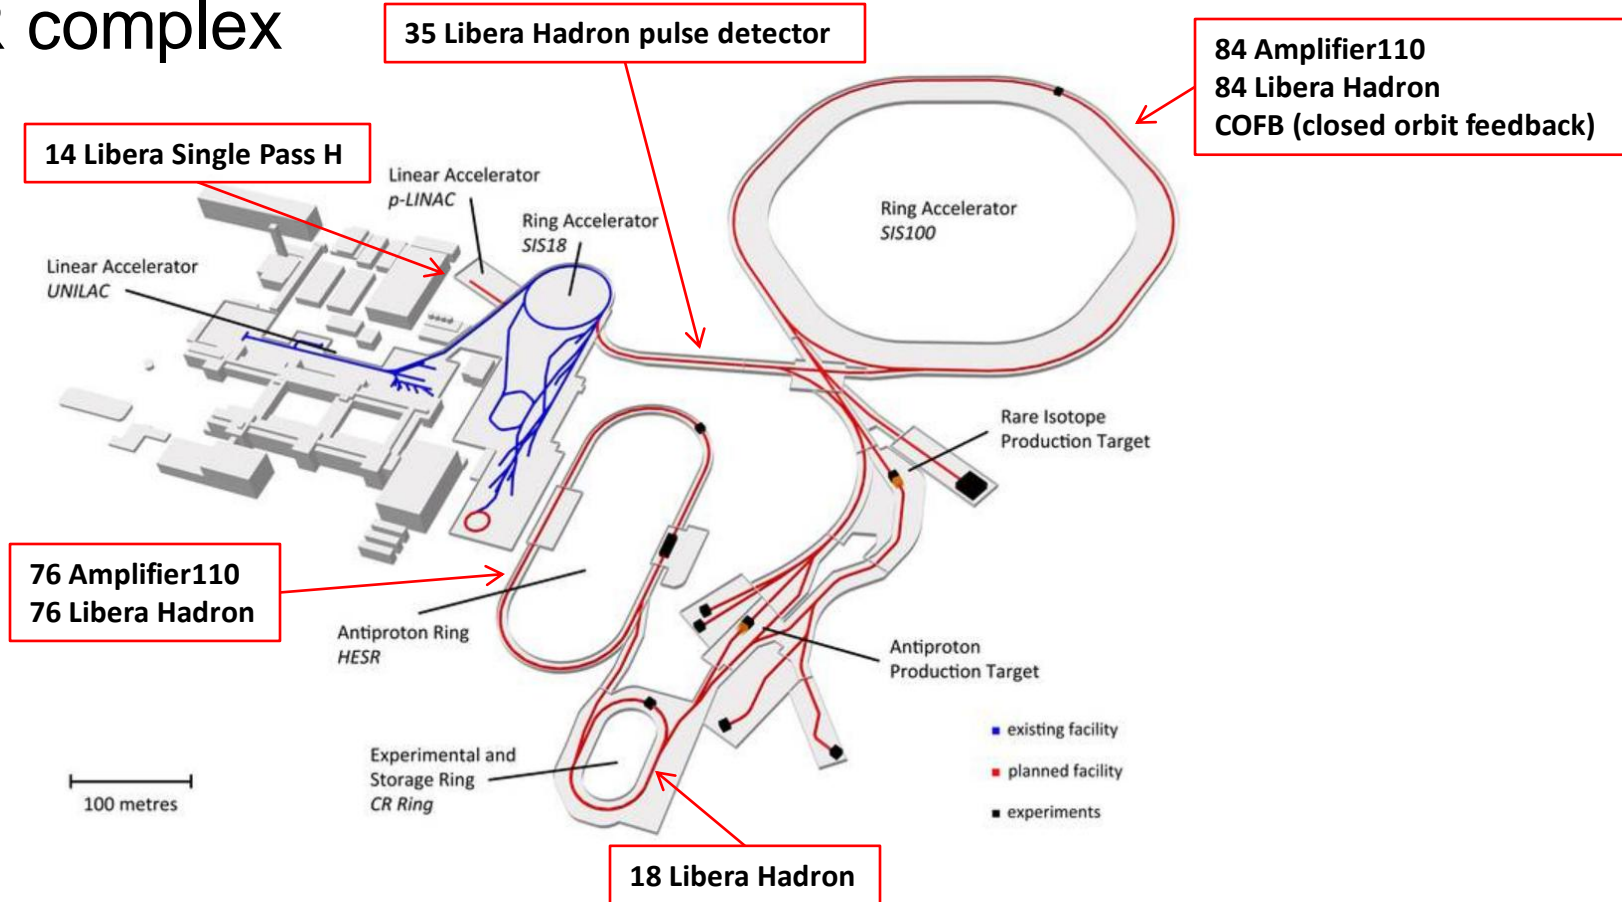 complex
35 Libera Hadron pulse detector
84 Amplifier110
84 Libera Hadron
COFB (closed orbit feedback)
14 Libera Single Pass H
Linear Accelerator
p-LINAC
Ring Accelerator
SIS18
Ring Accelerator
SIS100
Linear Accelerator
UNILAC
Rare Isotope
Production Target
76 Amplifier110
76 Libera Hadron
Antiproton Ring
HESR
Antiproton
Production Target
existing facility
planned facility
experiments
Experimental and
Storage Ring
CR Ring
100 metres
18 Libera Hadron